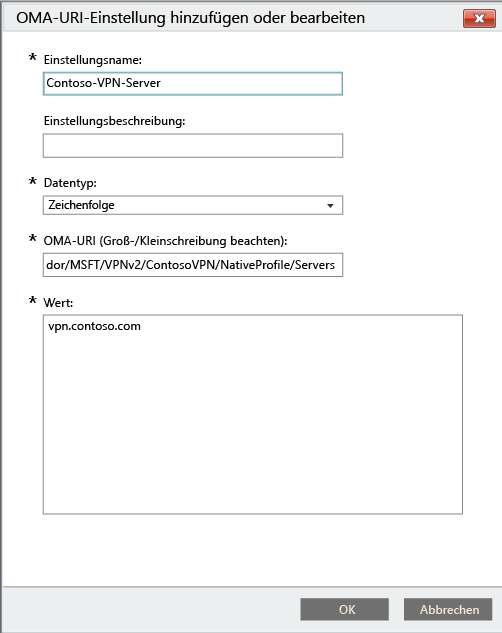 OMA-URI-Einstellung hinzufügen oder bearbeiten
* Einstellungsname:
Contoso-VPN-Server
Einstellungsbeschreibung:
* Datentyp:
Zeichenfolge
* OMA-URI (Groß-/Kleinschreibung beachten):
dor/MSFT/VPNv2/ContosoVPN/NativeProfile/Servers
* Wert:
vpn.contoso.com
OK
Abbrechen